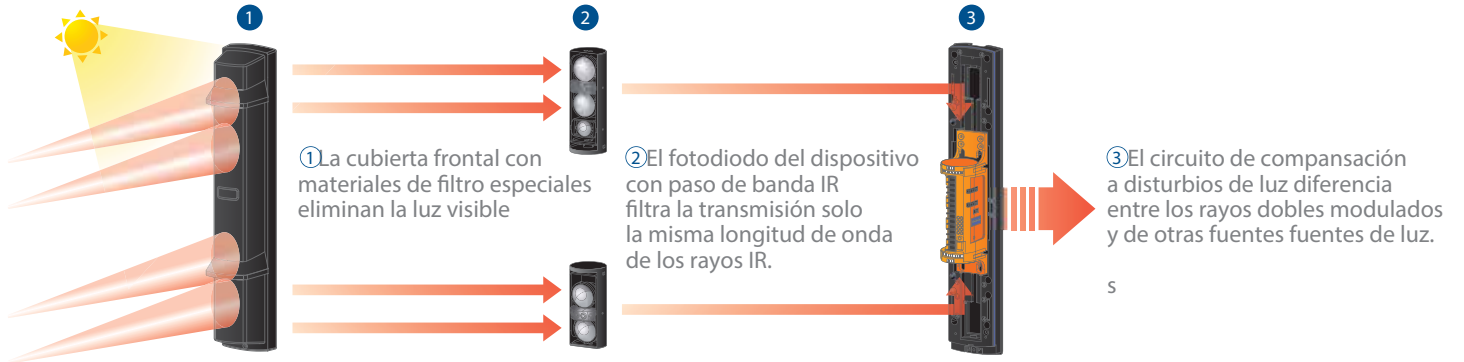 1
2
3
①La cubierta frontal con
materiales de filtro especiales
eliminan la luz visible
②El fotodiodo del dispositivo
con paso de banda IR
filtra la transmisión solo
la misma longitud de onda
de los rayos IR.
③El circuito de compansación
a disturbios de luz diferencia
entre los rayos dobles modulados
y de otras fuentes fuentes de luz.
s